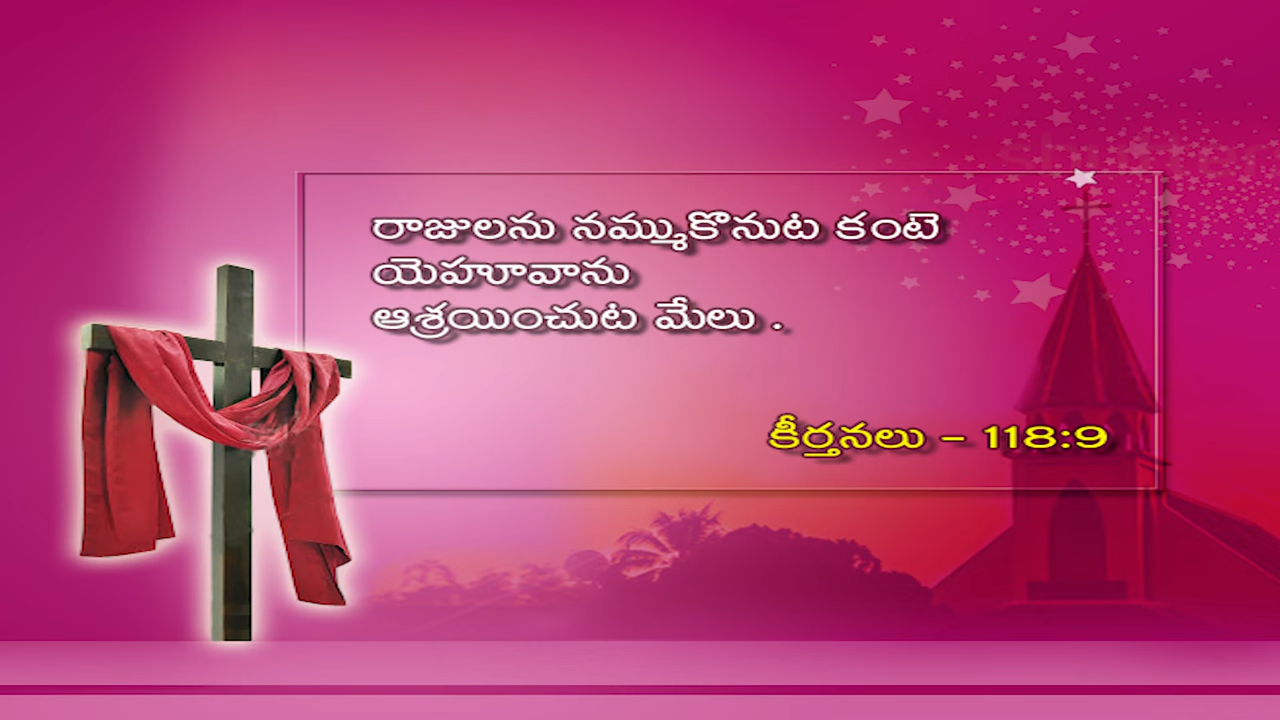 రాజులను నమ్ముకొనుట కంటె
యెహూవాను
ఆశ్రయించుట మేలు .
కీర్తనలు - 118:9